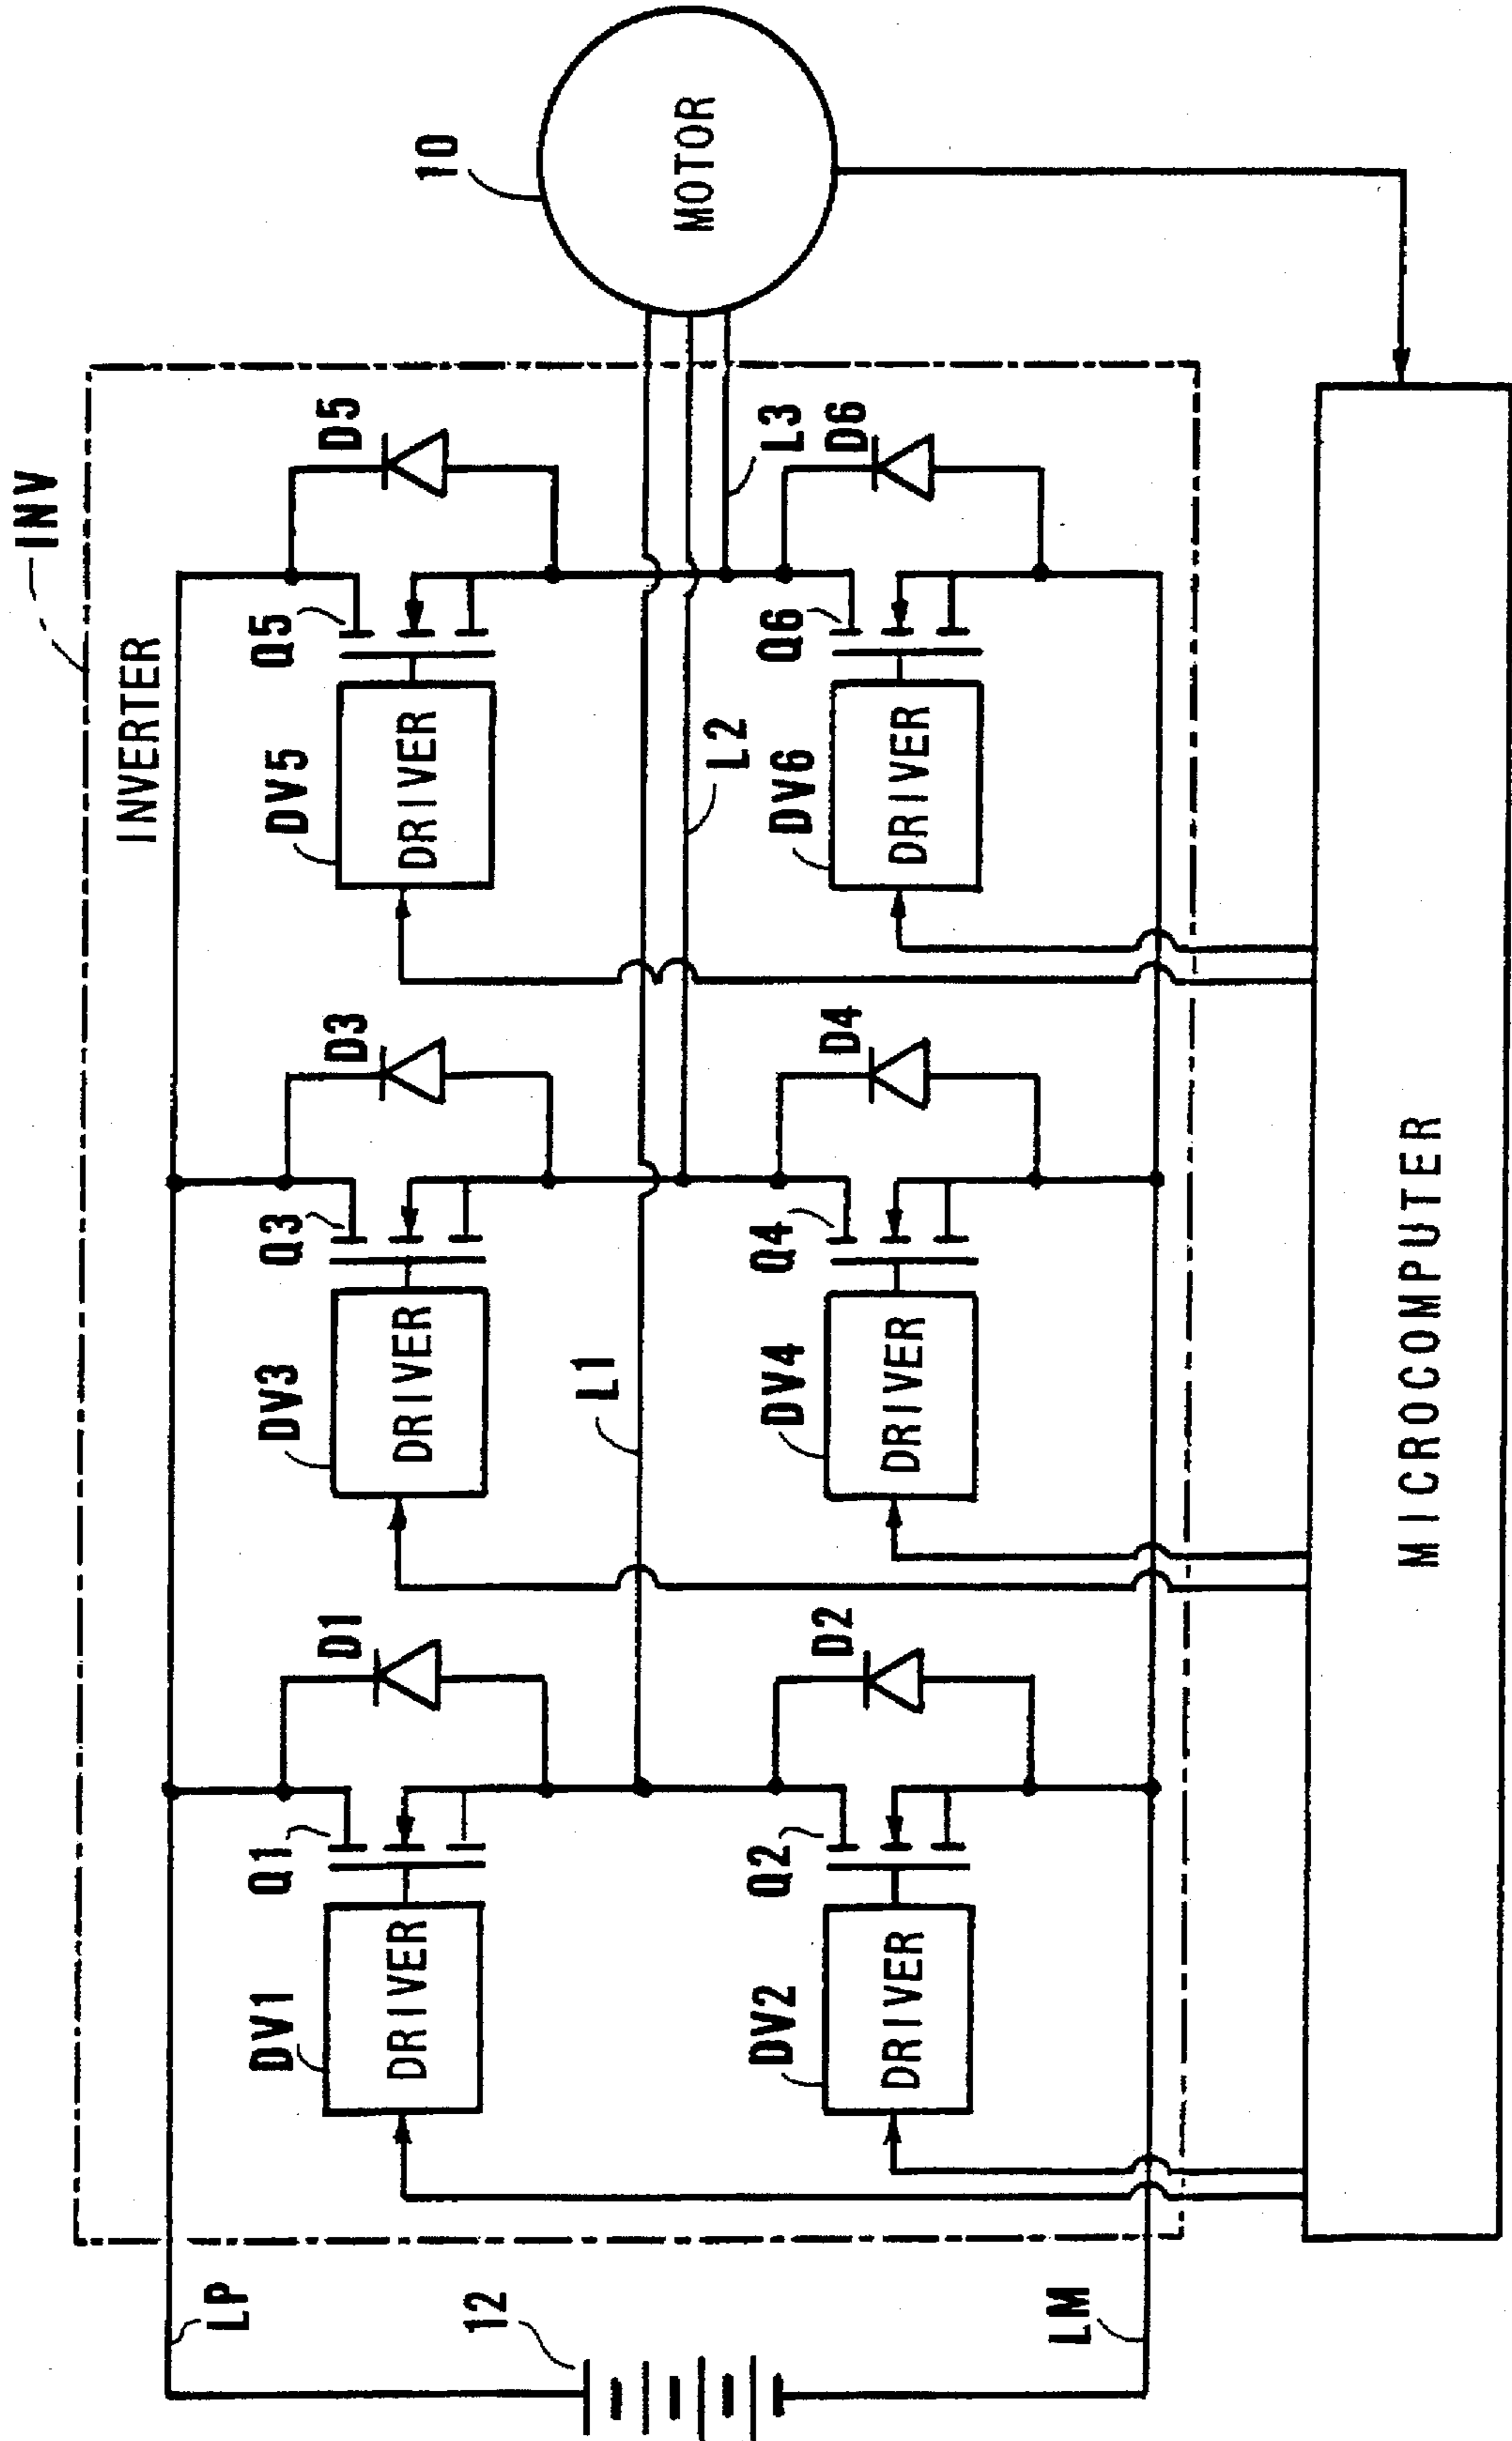 INV
INVERTER
DV1
DRIVER
Q1
D1
DV3
DRIVER
Q3
D3
DV5
DRIVER
Q5
D5
10
MOTOR
LP
12
LM
L1
L2
L3
DV2
DRIVER
Q2
D2
DV4
DRIVER
Q4
D4
DV6
DRIVER
Q6
D6
MICROCOMPUTER